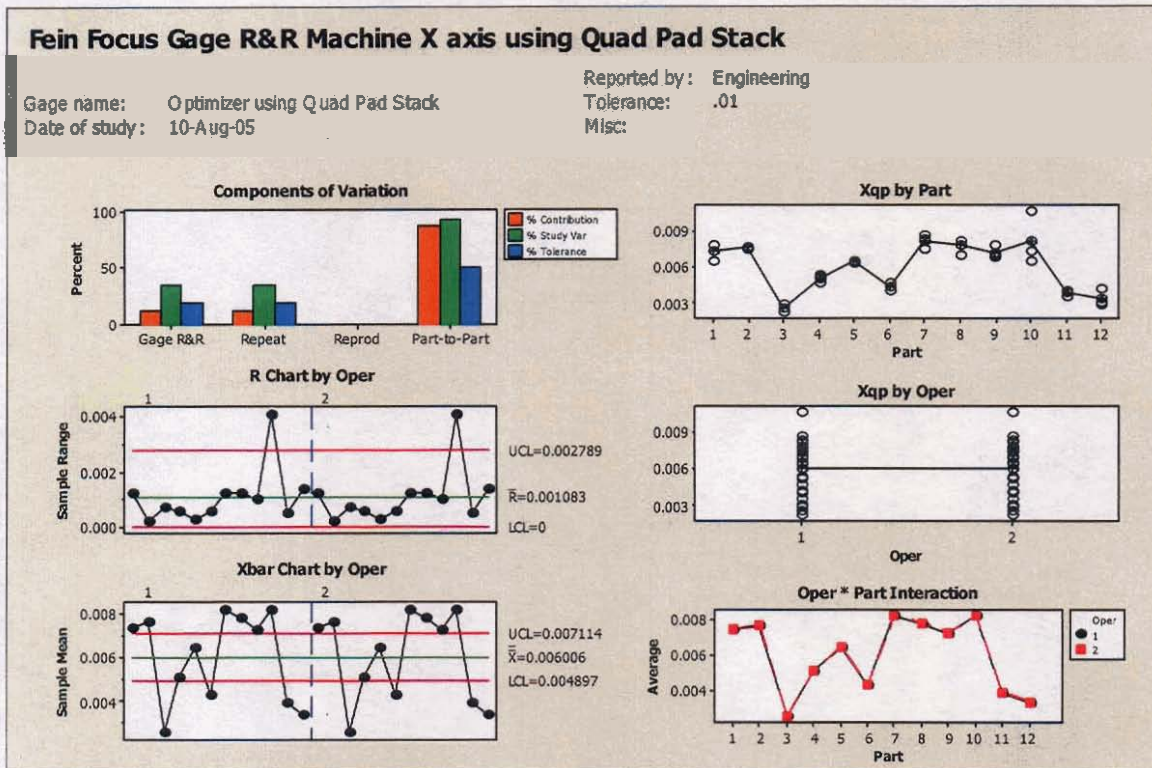 Fein Focus Gage R&R Machine X axis using Quad Pad Stack
Reported by: Engineering
Gage name: Optimizer using Quad Pad Stack
Tolerance: .01
Date of study: 10-Aug-05
Misc:
Components of Variation
100
50
0
Percent
Gage R&R Repeat Reprod Part-to-Part
% Contribution
% Study Var
% Tolerance
Xqp by Part
0.009
0.006
0.003
1 2 3 4 5 6 7 8 9 10 11 12
Part
R Chart by Oper
1 2
0.004
0.002
0.000
Sample Range
UCL=0.002789
R̅=0.001083
LCL=0
Xqp by Oper
0.009
0.006
0.003
1 2
Oper
Xbar Chart by Oper
1 2
0.008
0.006
0.004
Sample Mean
UCL=0.007114
X̿=0.006006
LCL=0.004897
Oper * Part Interaction
0.008
0.006
0.004
Average
1 2 3 4 5 6 7 8 9 10 11 12
Part
Oper
1
2